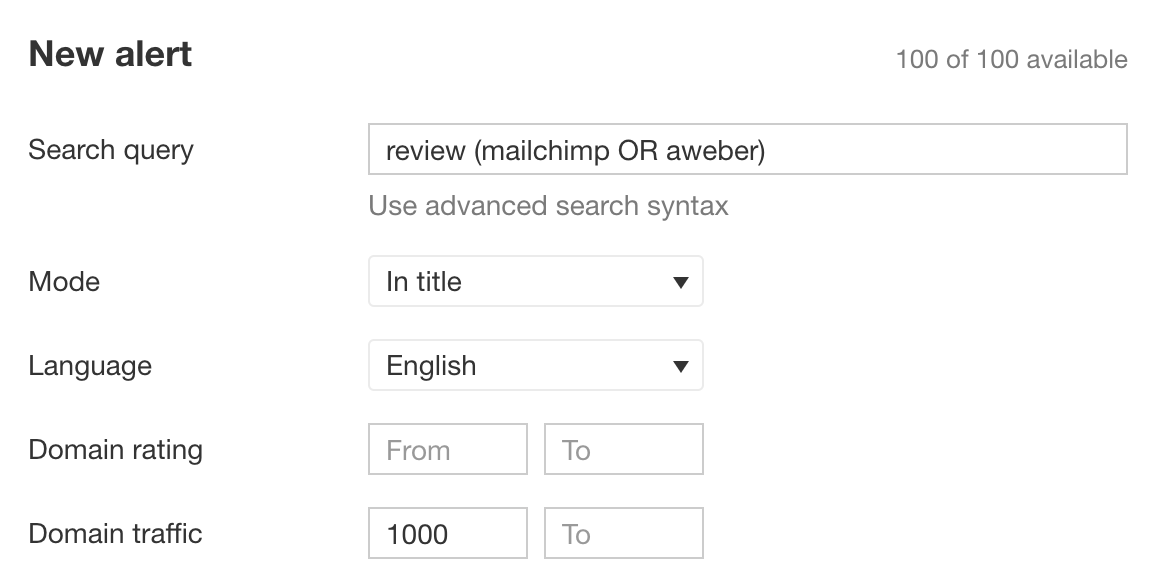 New alert
100 of 100 available
Search query
review (mailchimp OR aweber)
Use advanced search syntax
Mode
In title
Language
English
Domain rating
From
To
Domain traffic
1000
To